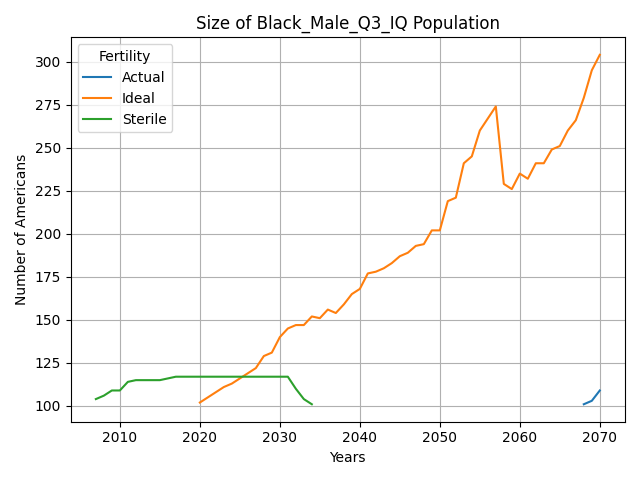 Size of Black_Male_Q3_IQ Population
Fertility
Actual
Ideal
Sterile
Number of Americans
300
275
250
225
200
175
150
125
100
2010 2020 2030 2040 2050 2060 2070
Years